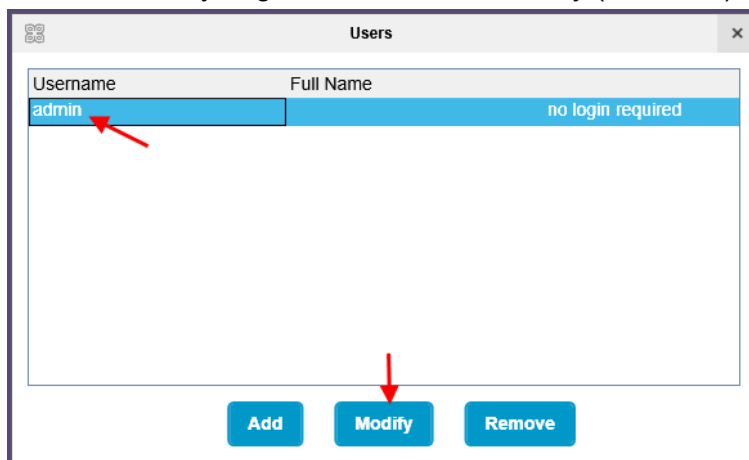 Users
Username Full Name
admin no login required
Add Modify Remove